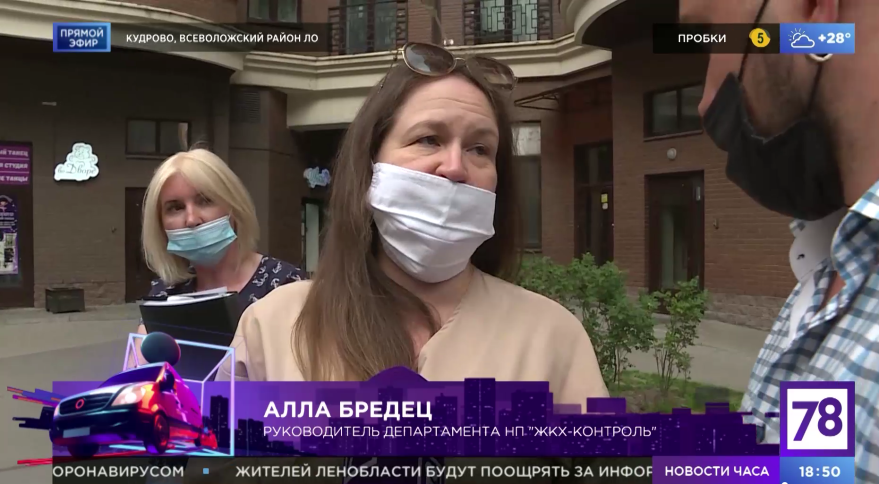 ПРЯМОЙ
ЭФИР
КУДРОВО, ВСЕВОЛОЖСКИЙ РАЙОН ЛО
ПРОБКИ 5 +28°
АЛЛА БРЕДЕЦ
РУКОВОДИТЕЛЬ ДЕПАРТАМЕНТА НП "ЖКХ-КОНТРОЛЬ"
78
ОРОНАВИРУСОМ ▪ ЖИТЕЛЕЙ ЛЕНОБЛАСТИ БУДУТ ПООЩРЯТЬ ЗА ИНФОР
НОВОСТИ ЧАСА 18:50